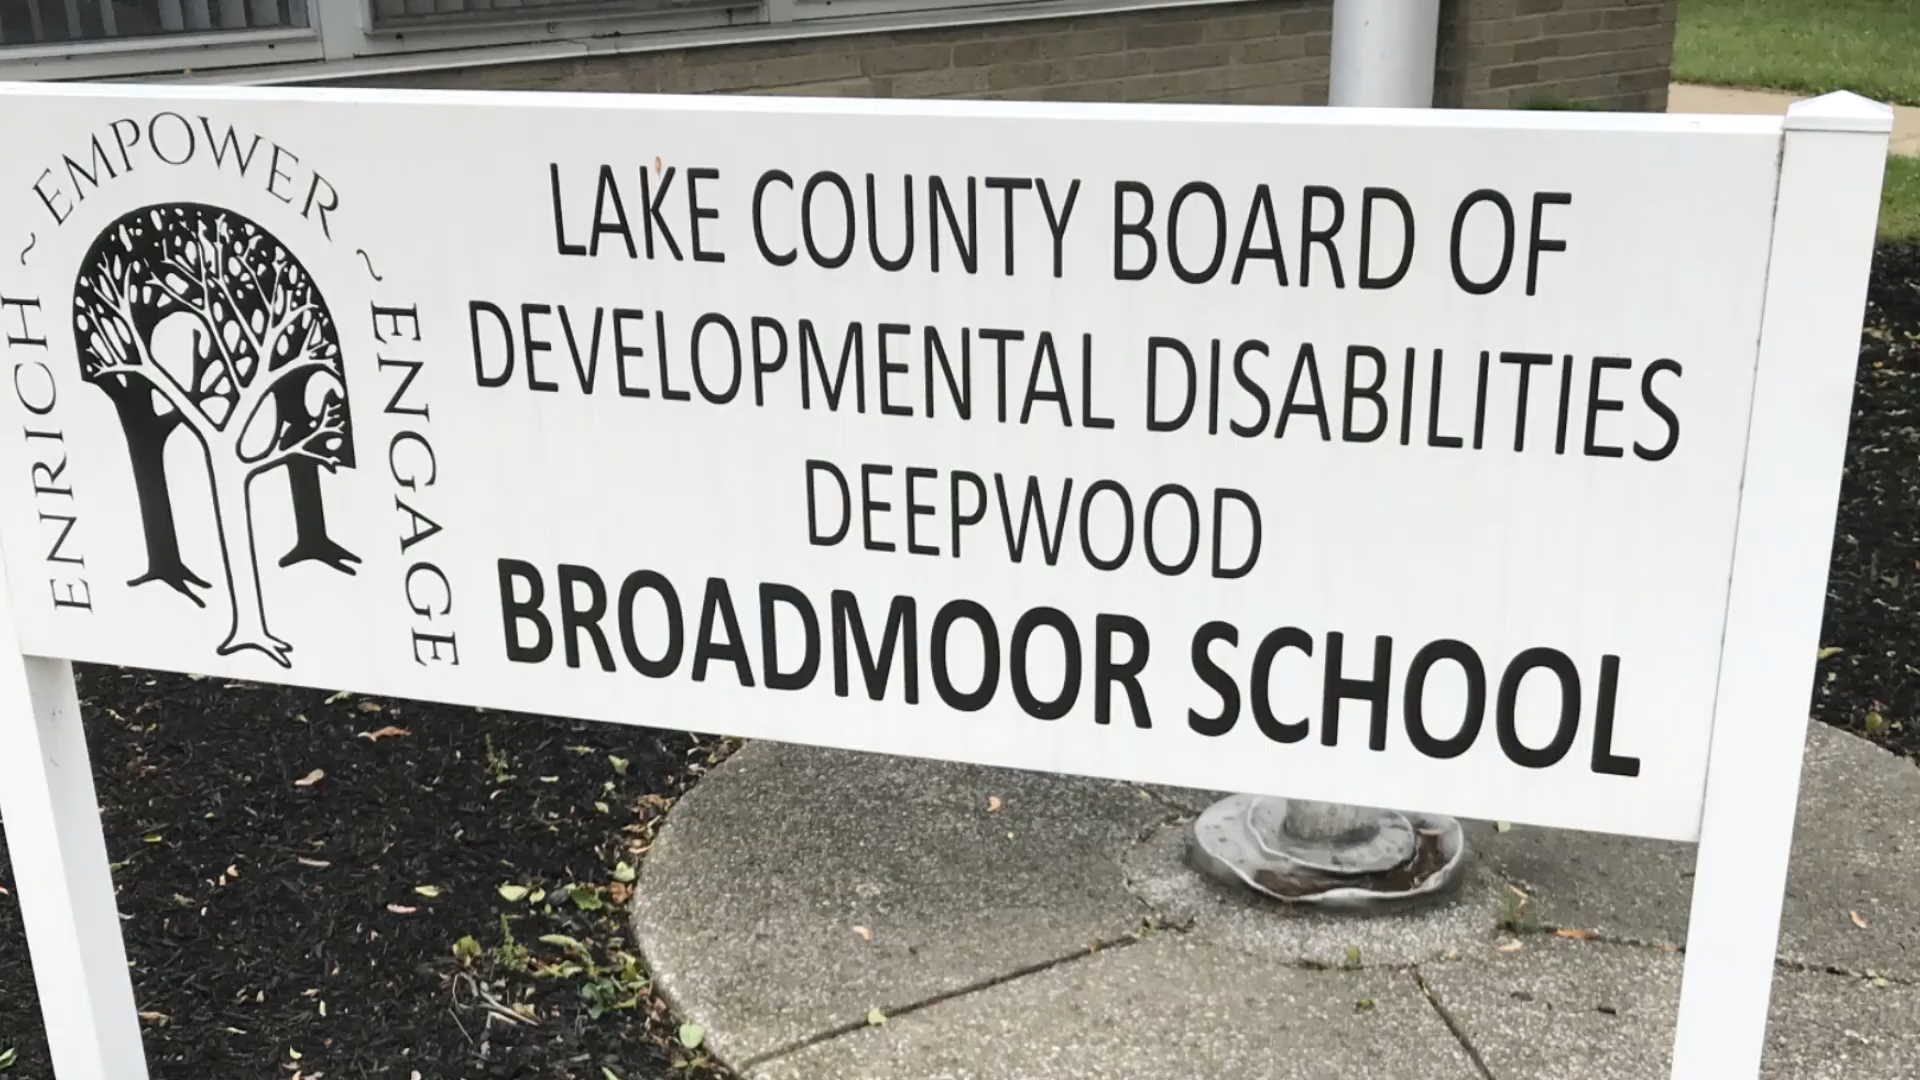 ENRICH ~ EMPOWER ~ ENGAGE
LAKE COUNTY BOARD OF
DEVELOPMENTAL DISABILITIES
DEEPWOOD
BROADMOOR SCHOOL